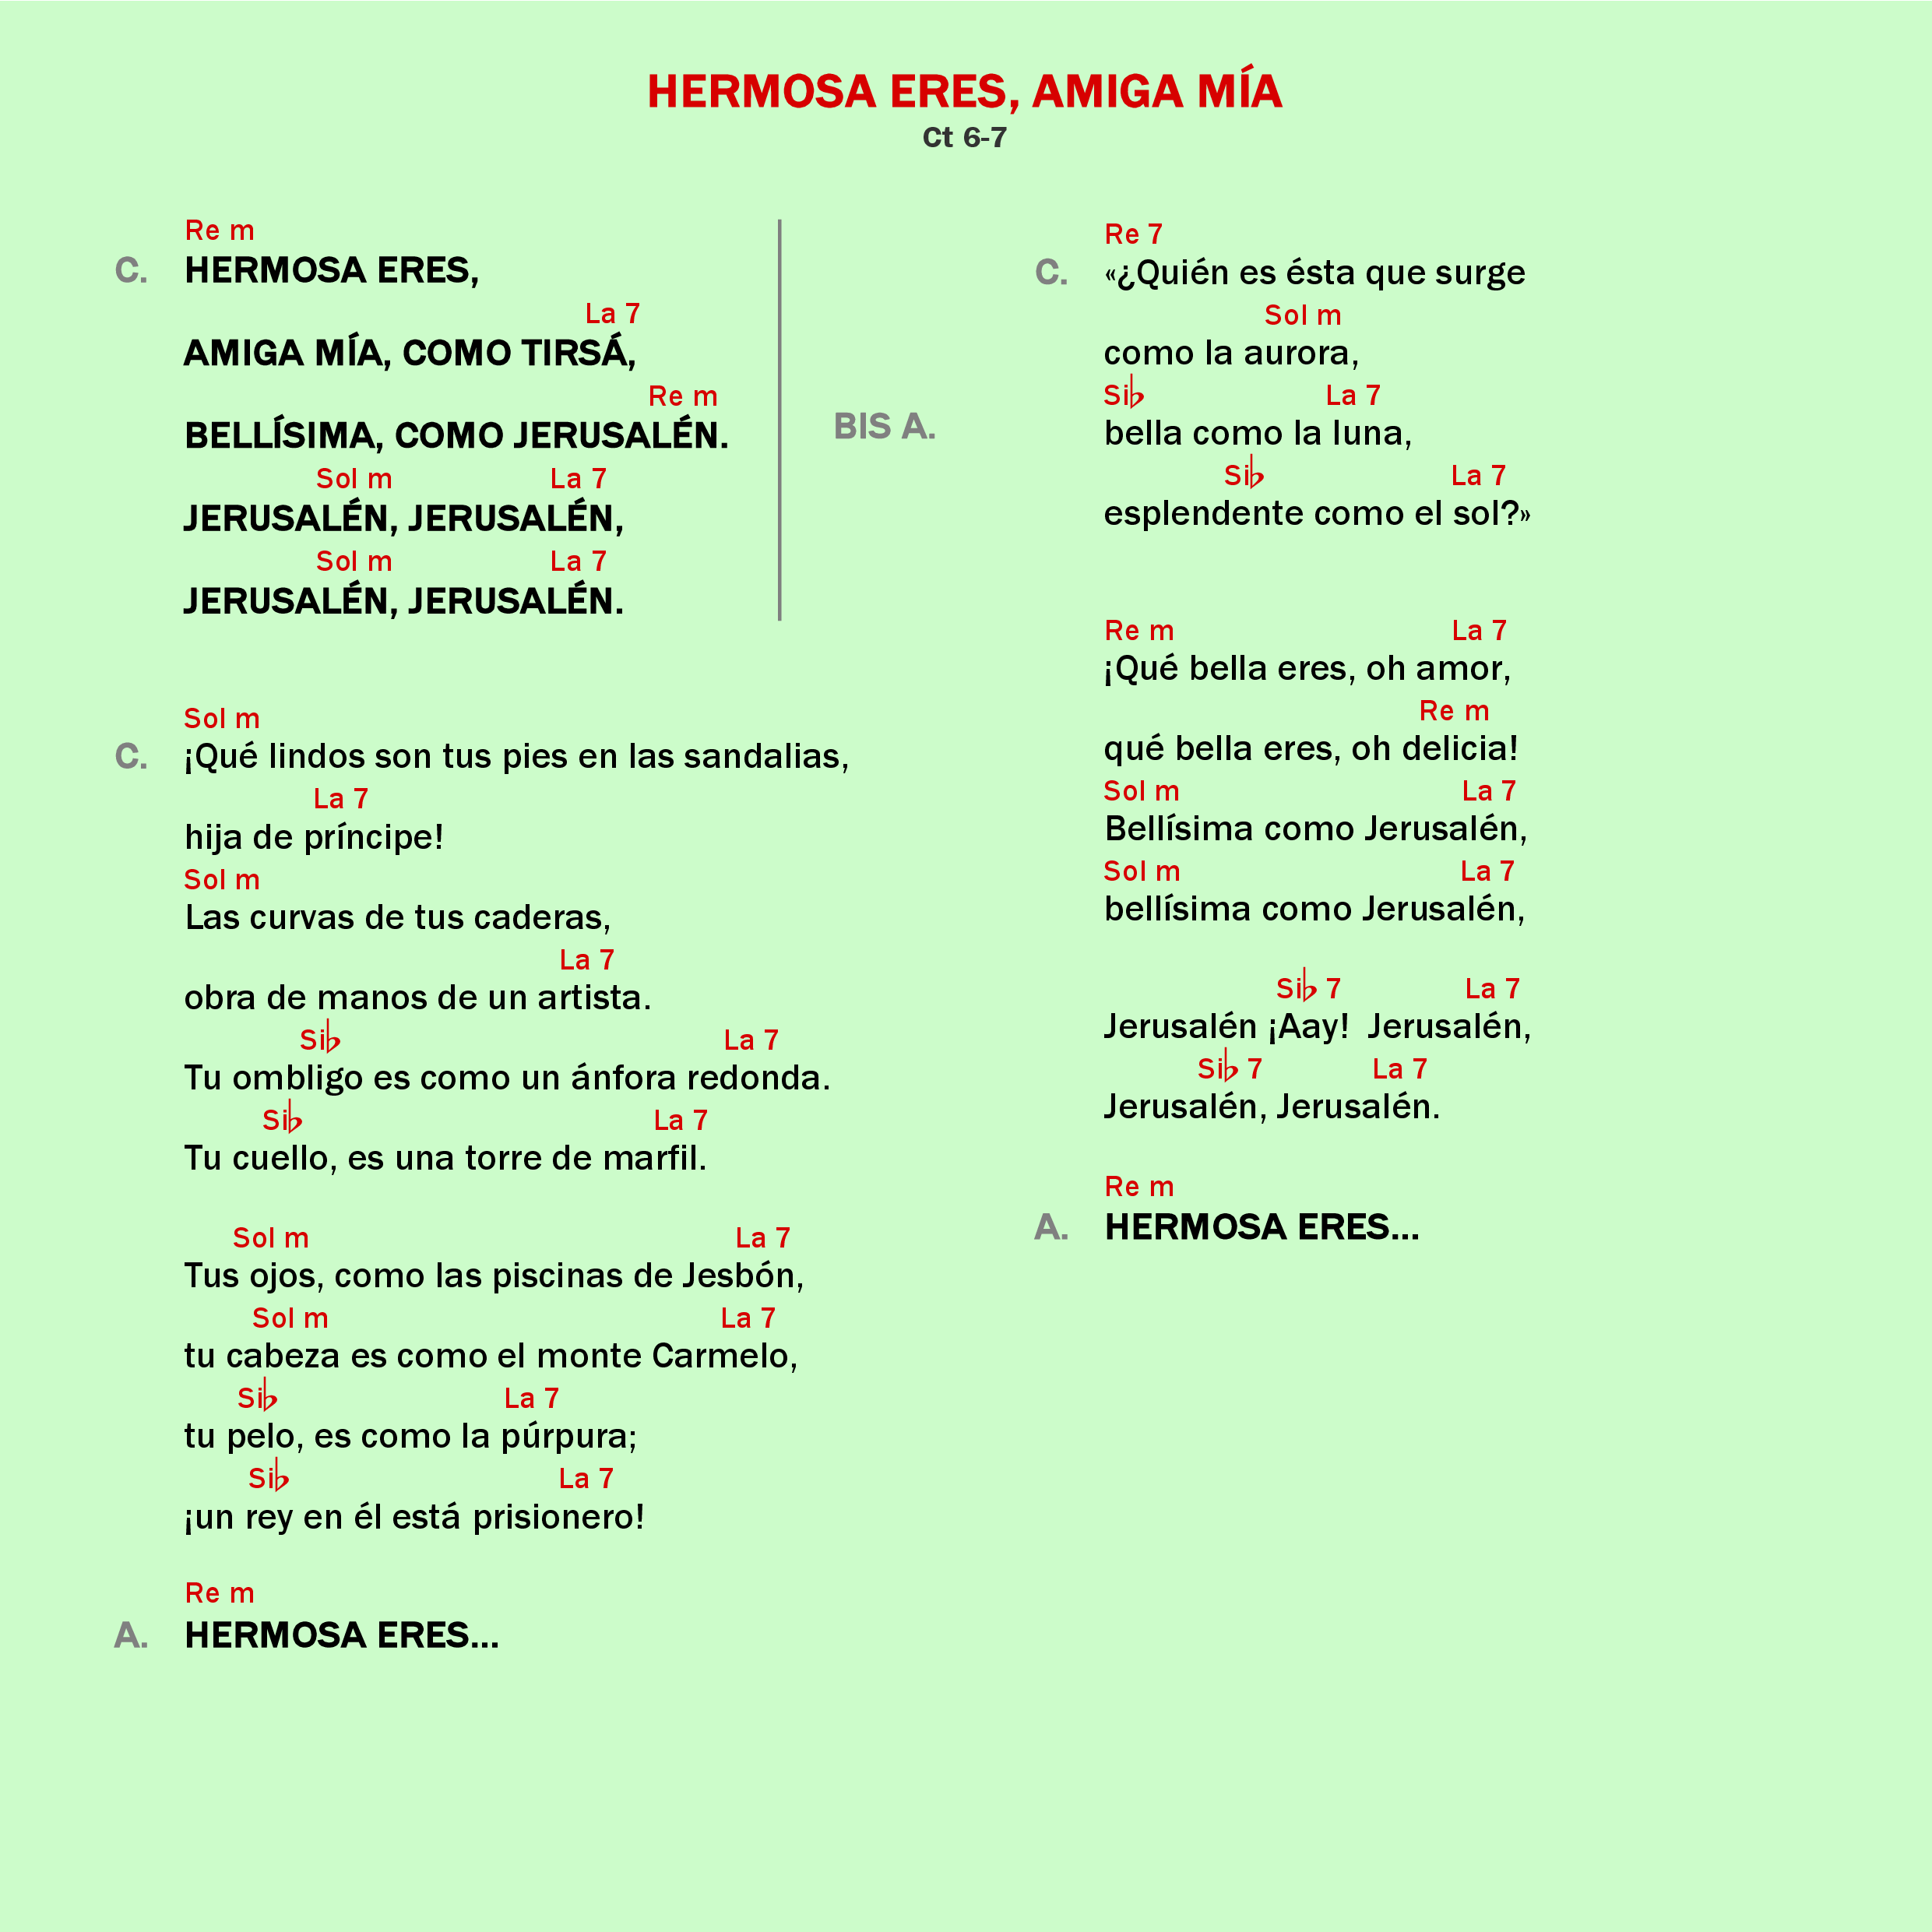 HERMOSA ERES, AMIGA MÍA
Ct 6-7
Re m
C. HERMOSA ERES,
La 7
AMIGA MÍA, COMO TIRSÁ,
Re m
BELLÍSIMA, COMO JERUSALÉN.
Sol m La 7
JERUSALÉN, JERUSALÉN,
Sol m La 7
JERUSALÉN, JERUSALÉN.
BIS A.
Sol m
C. ¡Qué lindos son tus pies en las sandalias,
La 7
hija de príncipe!
Sol m
Las curvas de tus caderas,
La 7
obra de manos de un artista.
Si♭ La 7
Tu ombligo es como un ánfora redonda.
Si♭ La 7
Tu cuello, es una torre de marfil.
Sol m La 7
Tus ojos, como las piscinas de Jesbón,
Sol m La 7
tu cabeza es como el monte Carmelo,
Si♭ La 7
tu pelo, es como la púrpura;
Si♭ La 7
¡un rey en él está prisionero!
Re m
A. HERMOSA ERES...
Re 7
C. «¿Quién es ésta que surge
Sol m
como la aurora,
Si♭ La 7
bella como la luna,
Si♭ La 7
esplendente como el sol?»
Re m La 7
¡Qué bella eres, oh amor,
Re m
qué bella eres, oh delicia!
Sol m La 7
Bellísima como Jerusalén,
Sol m La 7
bellísima como Jerusalén,
Si♭ 7 La 7
Jerusalén ¡Aay! Jerusalén,
Si♭ 7 La 7
Jerusalén, Jerusalén.
Re m
A. HERMOSA ERES...